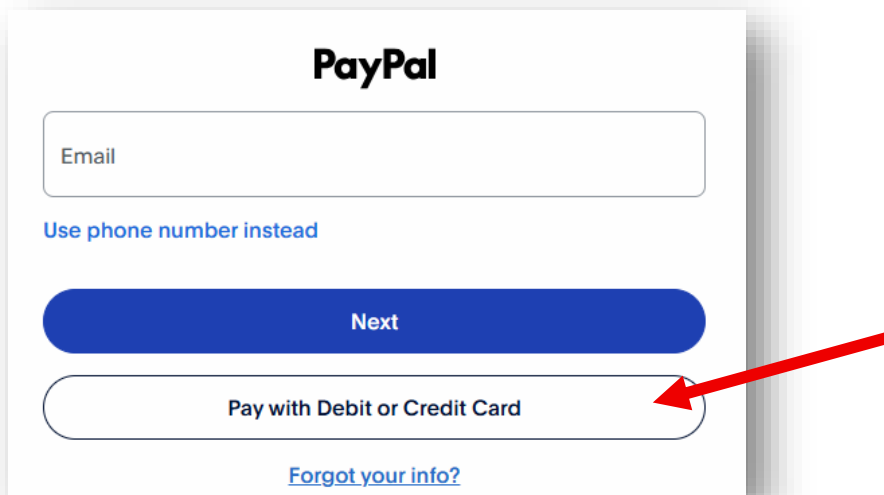 PayPal
Email
Use phone number instead
Next
Pay with Debit or Credit Card
Forgot your info?